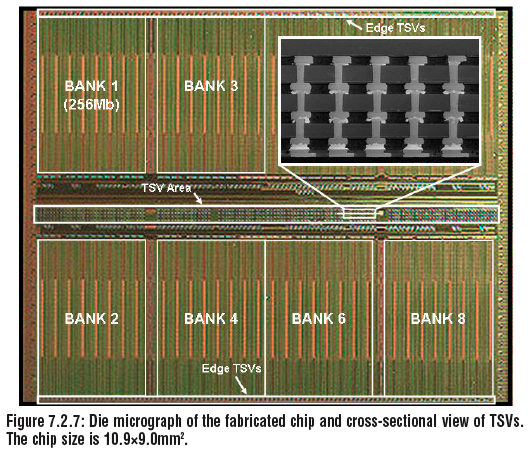 Edge TSVs
BANK 1
(256Mb)
BANK 3
TSV Area
BANK 2
BANK 4
BANK 6
BANK 8
Edge TSVs
Figure 7.2.7: Die micrograph of the fabricated chip and cross-sectional view of TSVs.
The chip size is 10.9×9.0mm².